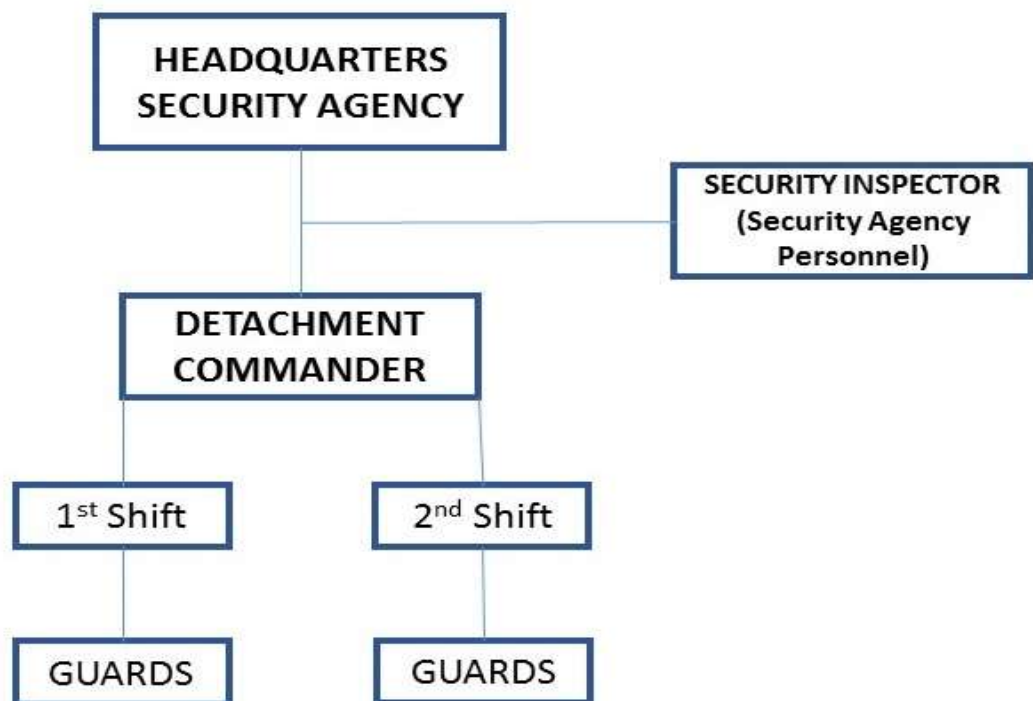 HEADQUARTERS
SECURITY AGENCY
SECURITY INSPECTOR
(Security Agency
Personnel)
DETACHMENT
COMMANDER
1st Shift
2nd Shift
GUARDS
GUARDS